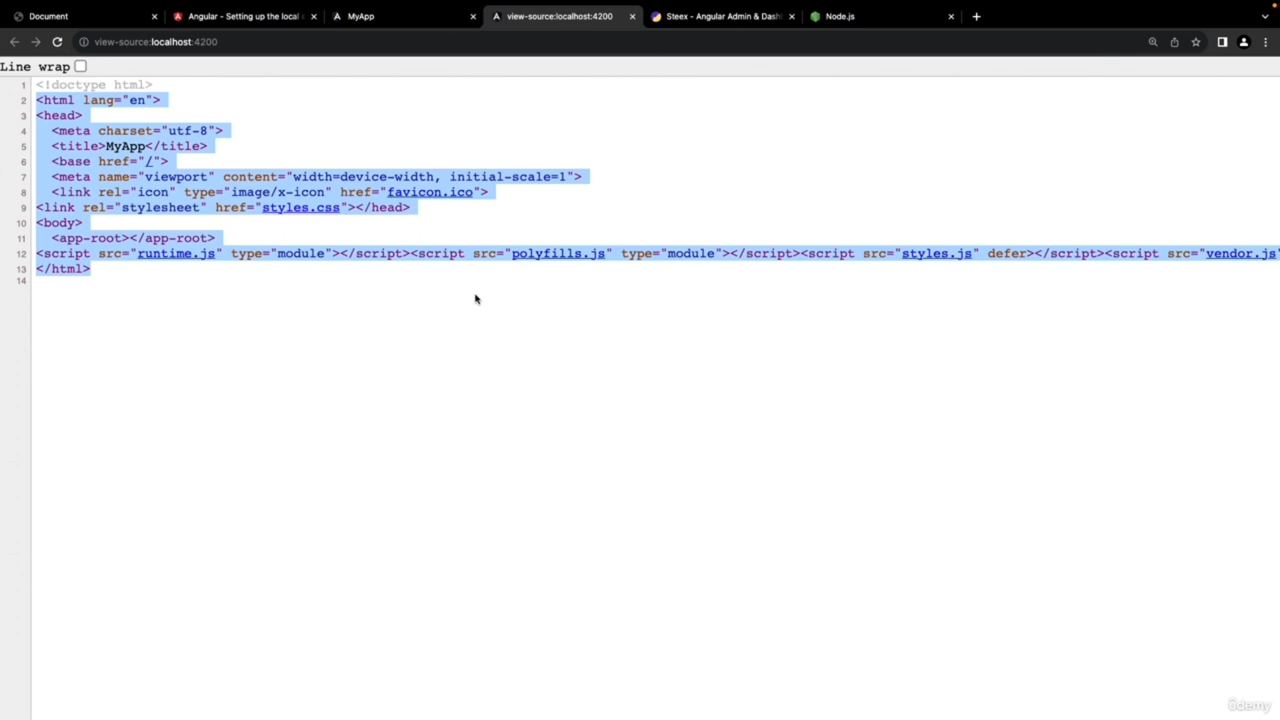 Document
Angular - Setting up the local
MyApp
view-source:localhost:4200
Steex - Angular Admin & Dash
Node.js
view-source:localhost:4200
Line wrap
1 <!doctype html>
2 <html lang="en">
3 <head>
4 <meta charset="utf-8">
5 <title>MyApp</title>
6 <base href="/">
7 <meta name="viewport" content="width=device-width, initial-scale=1">
8 <link rel="icon" type="image/x-icon" href="favicon.ico">
9 <link rel="stylesheet" href="styles.css"></head>
10 <body>
11 <app-root></app-root>
12 <script src="runtime.js" type="module"></script><script src="polyfills.js" type="module"></script><script src="styles.js" defer></script><script src="vendor.js"
13 </html>
14
ûdemy